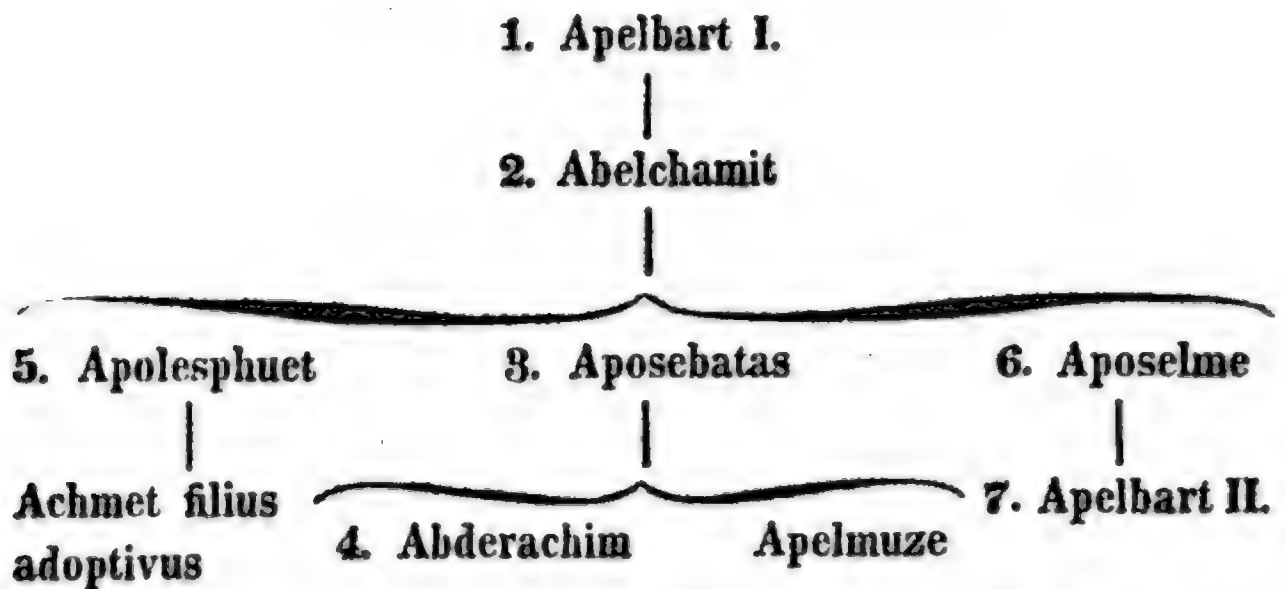 1. Apelbart I.
2. Abelchamit
5. Apolesphuet 3. Aposebatas 6. Aposelme
Achmet filius adoptivus
4. Abderachim Apelmuze
7. Apelbart II.